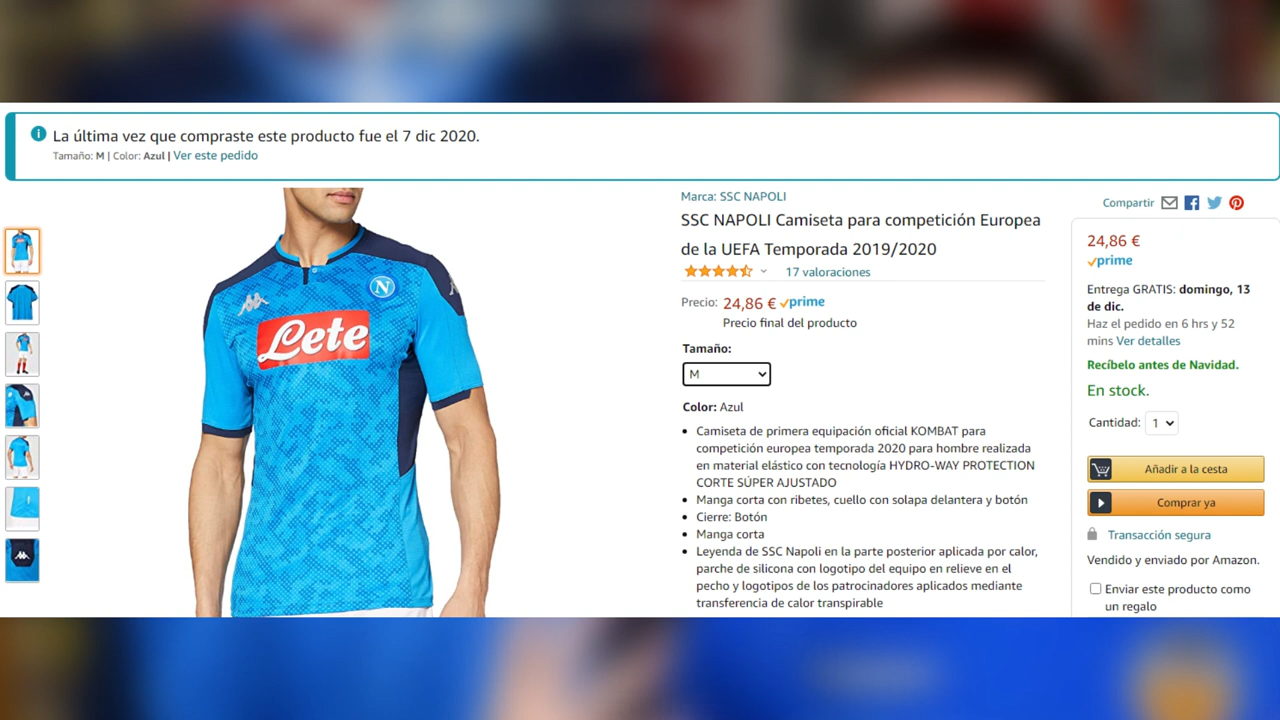 La última vez que compraste este producto fue el 7 dic 2020.
Tamaño: M | Color: Azul | Ver este pedido
Marca: SSC NAPOLI
SSC NAPOLI Camiseta para competición Europea
de la UEFA Temporada 2019/2020
17 valoraciones
Precio: 24,86 € prime
Precio final del producto
Tamaño:
M
Color: Azul
Camiseta de primera equipación oficial KOMBAT para
competición europea temporada 2020 para hombre realizada
en material elástico con tecnología HYDRO-WAY PROTECTION
CORTE SÚPER AJUSTADO
Manga corta con ribetes, cuello con solapa delantera y botón
Cierre: Botón
Manga corta
Leyenda de SSC Napoli en la parte posterior aplicada por calor,
parche de silicona con logotipo del equipo en relieve en el
pecho y logotipos de los patrocinadores aplicados mediante
transferencia de calor transpirable
Compartir
24,86 €
prime
Entrega GRATIS: domingo, 13
de dic.
Haz el pedido en 6 hrs y 52
mins Ver detalles
Recíbelo antes de Navidad.
En stock.
Cantidad: 1
Añadir a la cesta
Comprar ya
Transacción segura
Vendido y enviado por Amazon.
Enviar este producto como
un regalo
N
Lete